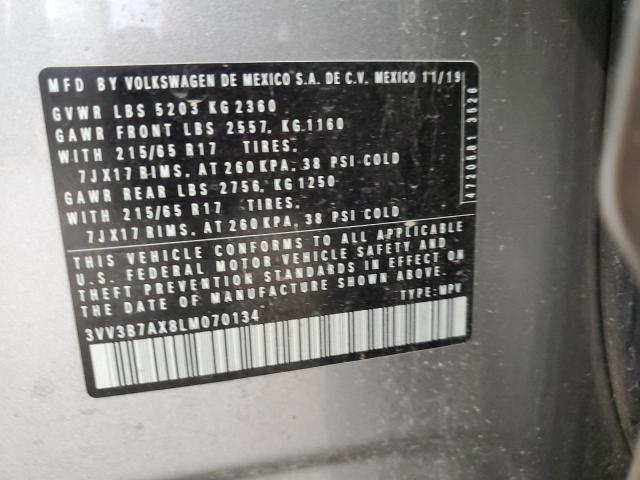 MFD BY VOLKSWAGEN DE MEXICO S.A. DE C.V. MEXICO 11/19
GVWR LBS 5203 KG 2360
GAWR FRONT LBS 2557, KG 1160
WITH 215/65 R17 TIRES.
7JX17 RIMS. AT 260 KPA, 38 PSI COLD
GAWR REAR LBS 2756, KG 1250
WITH 215/65 R17 TIRES.
7JX17 RIMS. AT 260 KPA, 38 PSI COLD
THIS VEHICLE CONFORMS TO ALL APPLICABLE
U.S. FEDERAL MOTOR VEHICLE SAFETY AND
THEFT PREVENTION STANDARDS IN EFFECT ON
THE DATE OF MANUFACTURE SHOWN ABOVE.
3VV3B7AX8LM070134 TYPE: MPV
4720681 3626